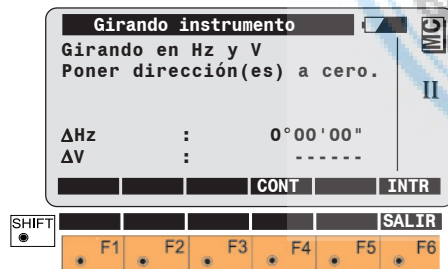 Girando instrumento
MC
Girando en Hz y V
Poner dirección(es) a cero.
II
ΔHz : 0°00'00"
ΔV : ------
CONT INTR
SHIFT SALIR
F1 F2 F3 F4 F5 F6